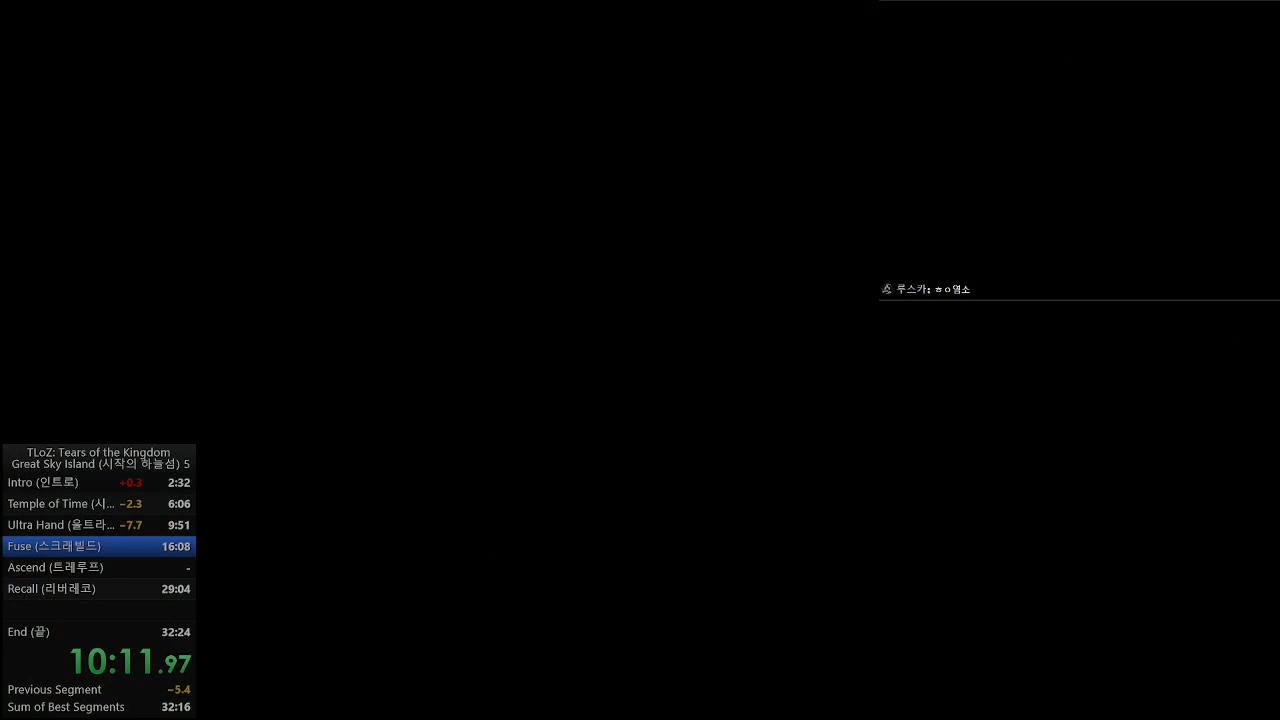 루스카: ㅎㅇ염소
TLoZ: Tears of the Kingdom
Great Sky Island (시작의 하늘섬) 5
Intro (인트로) +0.3 2:32
Temple of Time (시... −2.3 6:06
Ultra Hand (울트라... −7.7 9:51
Fuse (스크래빌드) 16:08
Ascend (트레루프) -
Recall (리버레코) 29:04
End (끝) 32:24
10:11.97
Previous Segment −5.4
Sum of Best Segments 32:16